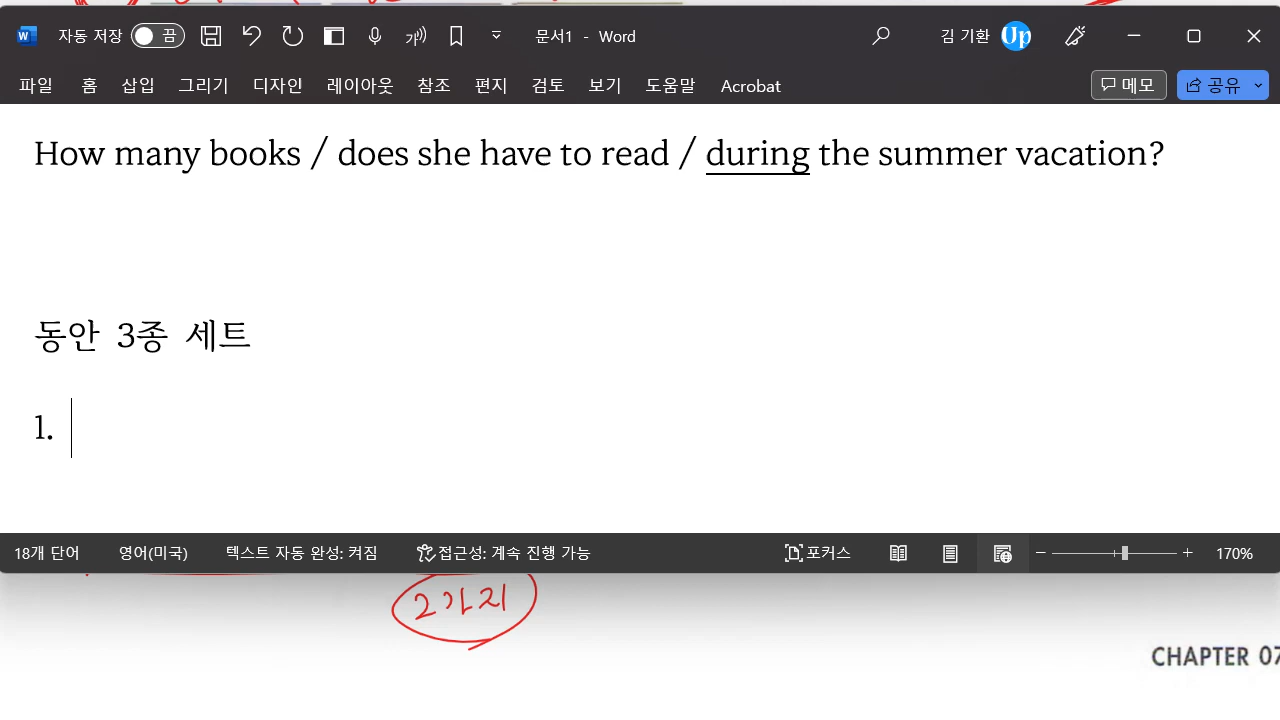 자동 저장 끔 가)) 문서1 - Word 김 기환 Up
파일 홈 삽입 그리기 디자인 레이아웃 참조 편지 검토 보기 도움말 Acrobat 메모 공유
How many books / does she have to read / during the summer vacation?
동안 3종 세트
1.
18개 단어 영어(미국) 텍스트 자동 완성: 켜짐 접근성: 계속 진행 가능 포커스 170%
2가지
CHAPTER 07